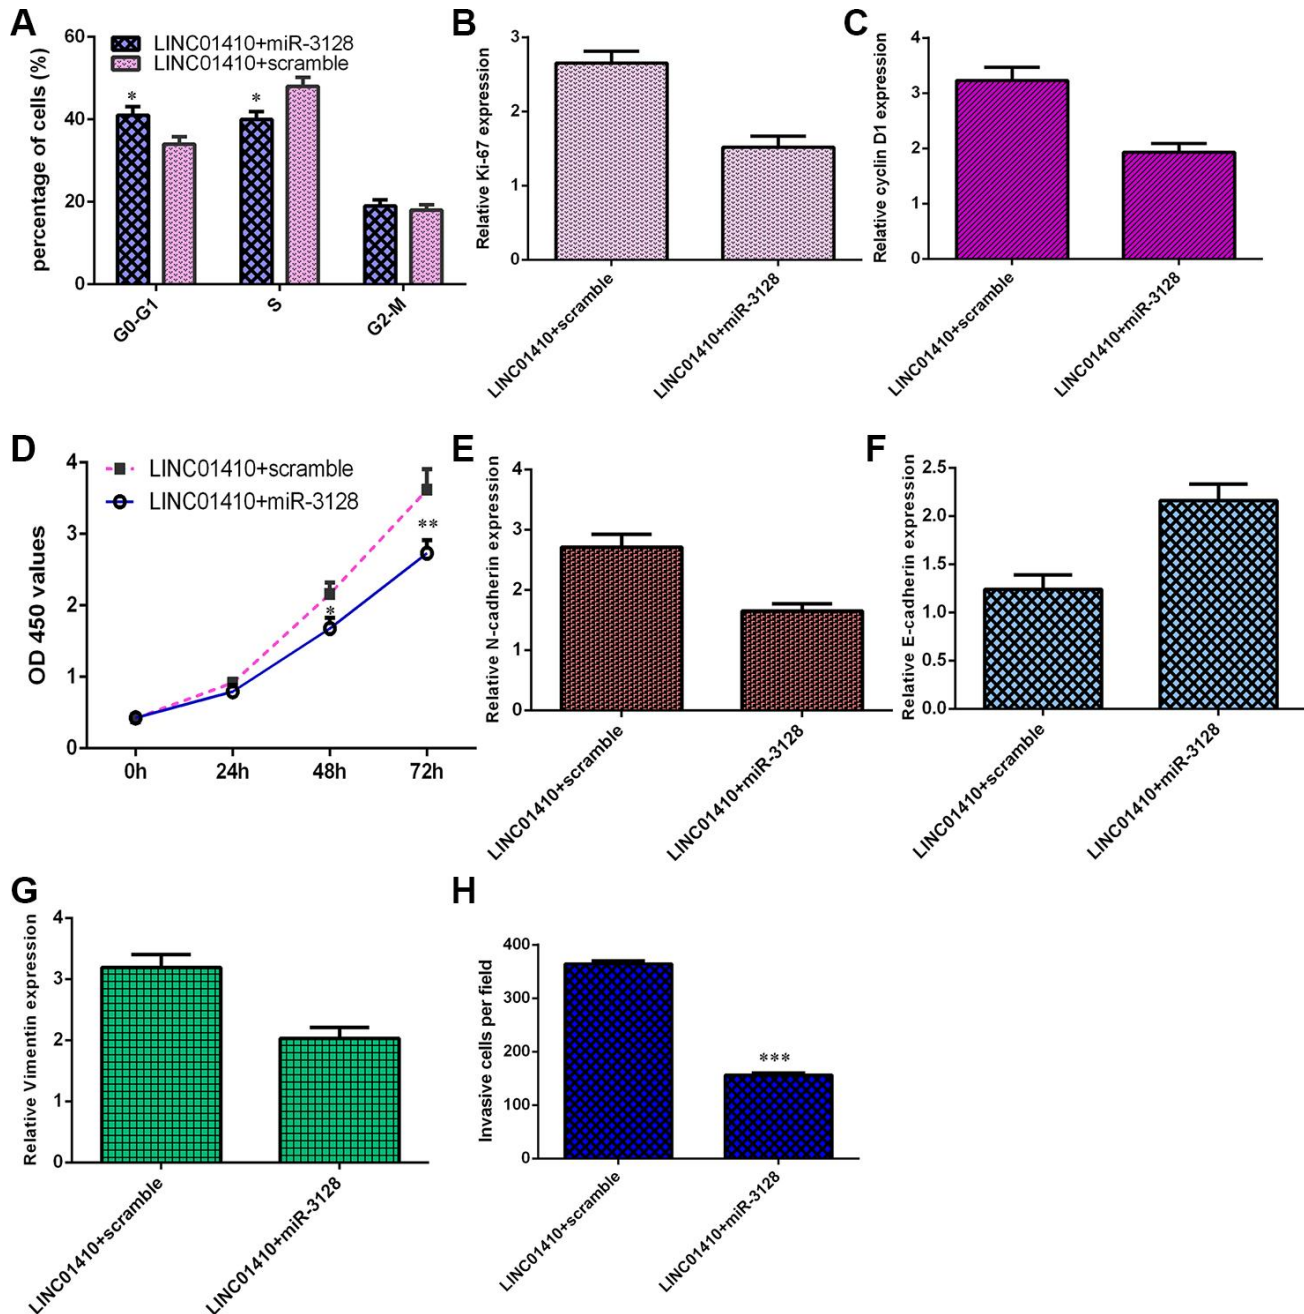 A
percentage of cells (%)
60
40
20
0
LINC01410+miR-3128
LINC01410+scramble
*
*
G0-G1
S
G2-M
B
Relative Ki-67 expression
3
2
1
0
LINC01410+scramble
LINC01410+miR-3128
C
Relative cyclin D1 expression
4
3
2
1
0
LINC01410+scramble
LINC01410+miR-3128
D
OD 450 values
4
3
2
1
0
LINC01410+scramble
LINC01410+miR-3128
*
**
0h
24h
48h
72h
E
Relative N-cadherin expression
4
3
2
1
0
LINC01410+scramble
LINC01410+miR-3128
F
Relative E-cadherin expression
2.5
2.0
1.5
1.0
0.5
0.0
LINC01410+scramble
LINC01410+miR-3128
G
Relative Vimentin expression
4
3
2
1
0
LINC01410+scramble
LINC01410+miR-3128
H
Invasive cells per field
400
300
200
100
0
***
LINC01410+scramble
LINC01410+miR-3128